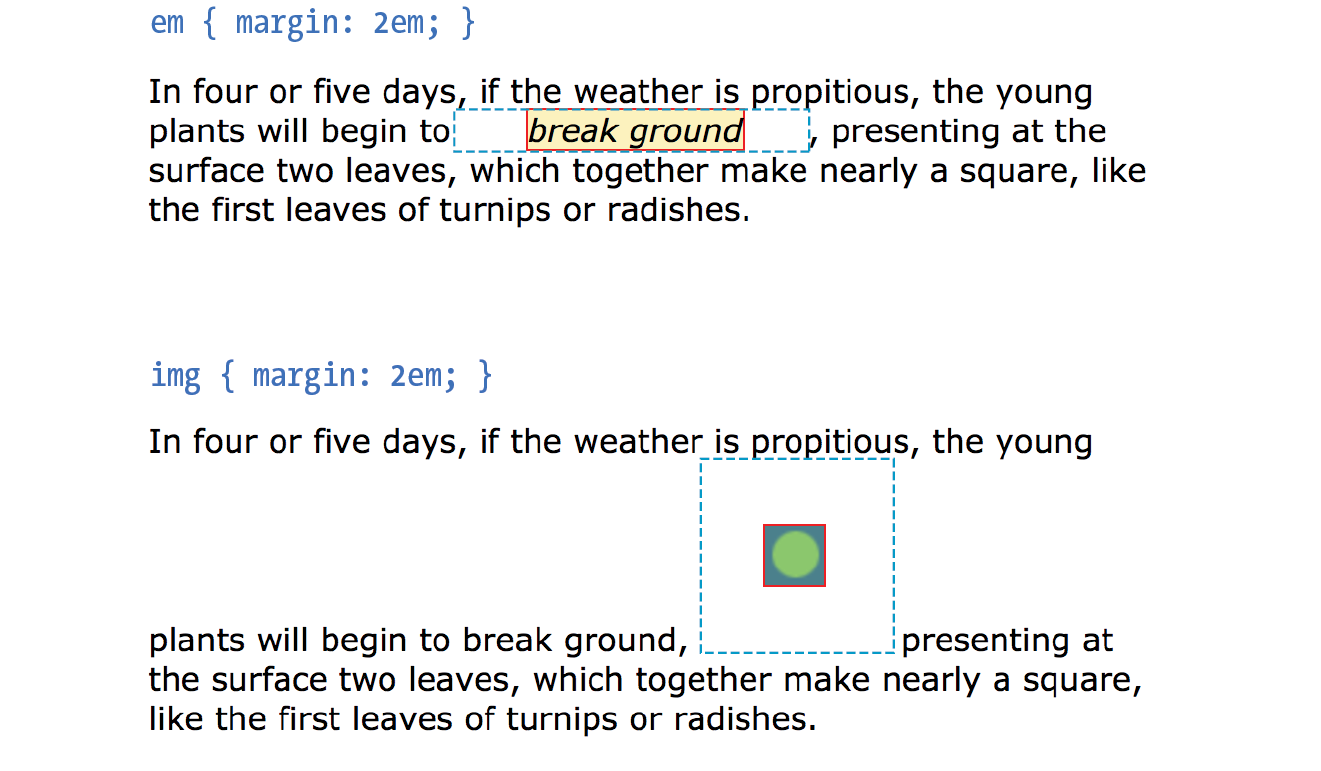 em { margin: 2em; }
In four or five days, if the weather is propitious, the young
plants will begin to break ground, presenting at the
surface two leaves, which together make nearly a square, like
the first leaves of turnips or radishes.
img { margin: 2em; }
In four or five days, if the weather is propitious, the young
plants will begin to break ground, presenting at
the surface two leaves, which together make nearly a square,
like the first leaves of turnips or radishes.